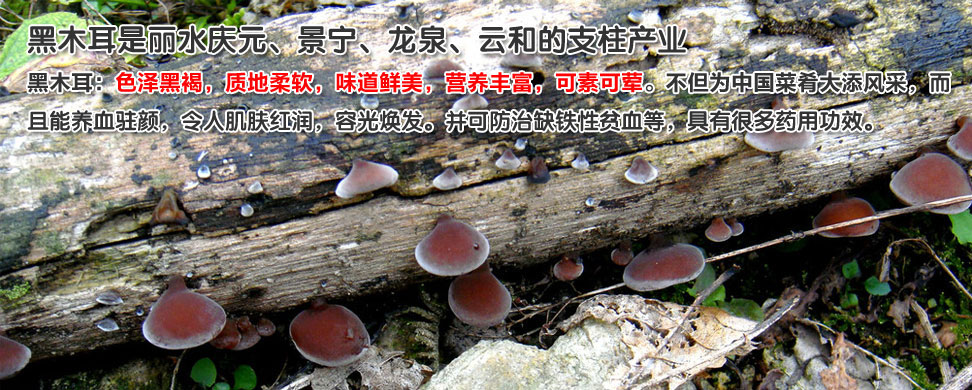 黑木耳是丽水庆元、景宁、龙泉、云和的支柱产业
黑木耳：色泽黑褐，质地柔软，味道鲜美，营养丰富，可素可荤。不但为中国菜肴大添风采，而
且能养血驻颜，令人肌肤红润，容光焕发。并可防治缺铁性贫血等，具有很多药用功效。